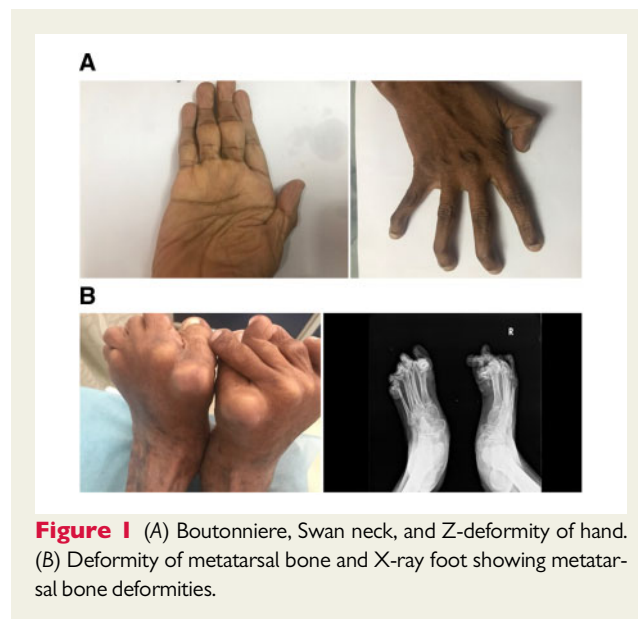 A
B
R
Figure 1 (A) Boutonniere, Swan neck, and Z-deformity of hand.
(B) Deformity of metatarsal bone and X-ray foot showing metatar-
sal bone deformities.